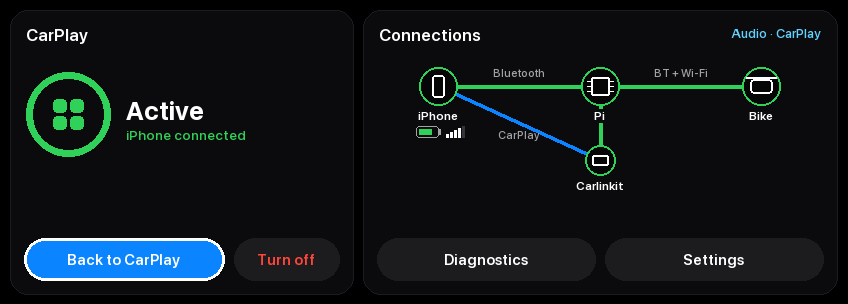 CarPlay
Active
iPhone connected
Back to CarPlay
Turn off
Connections
Audio · CarPlay
Bluetooth
BT + Wi-Fi
iPhone
Pi
Bike
CarPlay
Carlinkit
Diagnostics
Settings